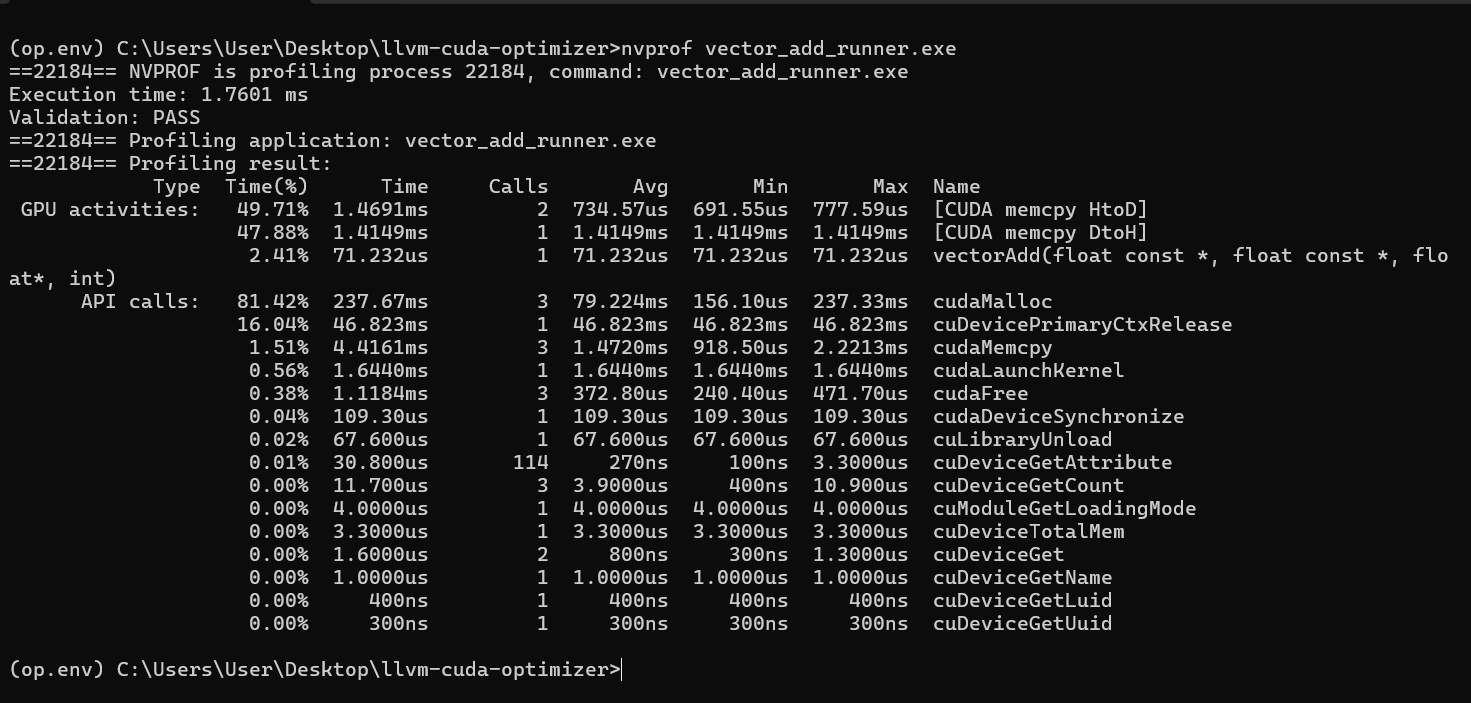 (op.env) C:\Users\User\Desktop\llvm-cuda-optimizer>nvprof vector_add_runner.exe
==22184== NVPROF is profiling process 22184, command: vector_add_runner.exe
Execution time: 1.7601 ms
Validation: PASS
==22184== Profiling application: vector_add_runner.exe
==22184== Profiling result:
            Type  Time(%)      Time     Calls       Avg       Min       Max  Name
 GPU activities:   49.71%  1.4691ms         2  734.57us  691.55us  777.59us  [CUDA memcpy HtoD]
                   47.88%  1.4149ms         1  1.4149ms  1.4149ms  1.4149ms  [CUDA memcpy DtoH]
                    2.41%  71.232us         1  71.232us  71.232us  71.232us  vectorAdd(float const *, float const *, flo
at*, int)
      API calls:   81.42%  237.67ms         3  79.224ms  156.10us  237.33ms  cudaMalloc
                   16.04%  46.823ms         1  46.823ms  46.823ms  46.823ms  cuDevicePrimaryCtxRelease
                    1.51%  4.4161ms         3  1.4720ms  918.50us  2.2213ms  cudaMemcpy
                    0.56%  1.6440ms         1  1.6440ms  1.6440ms  1.6440ms  cudaLaunchKernel
                    0.38%  1.1184ms         3  372.80us  240.40us  471.70us  cudaFree
                    0.04%  109.30us         1  109.30us  109.30us  109.30us  cudaDeviceSynchronize
                    0.02%  67.600us         1  67.600us  67.600us  67.600us  cuLibraryUnload
                    0.01%  30.800us       114     270ns     100ns  3.3000us  cuDeviceGetAttribute
                    0.00%  11.700us         3  3.9000us     400ns  10.900us  cuDeviceGetCount
                    0.00%  4.0000us         1  4.0000us  4.0000us  4.0000us  cuModuleGetLoadingMode
                    0.00%  3.3000us         1  3.3000us  3.3000us  3.3000us  cuDeviceTotalMem
                    0.00%  1.6000us         2     800ns     300ns  1.3000us  cuDeviceGet
                    0.00%  1.0000us         1  1.0000us  1.0000us  1.0000us  cuDeviceGetName
                    0.00%     400ns         1     400ns     400ns     400ns  cuDeviceGetLuid
                    0.00%     300ns         1     300ns     300ns     300ns  cuDeviceGetUuid
(op.env) C:\Users\User\Desktop\llvm-cuda-optimizer>